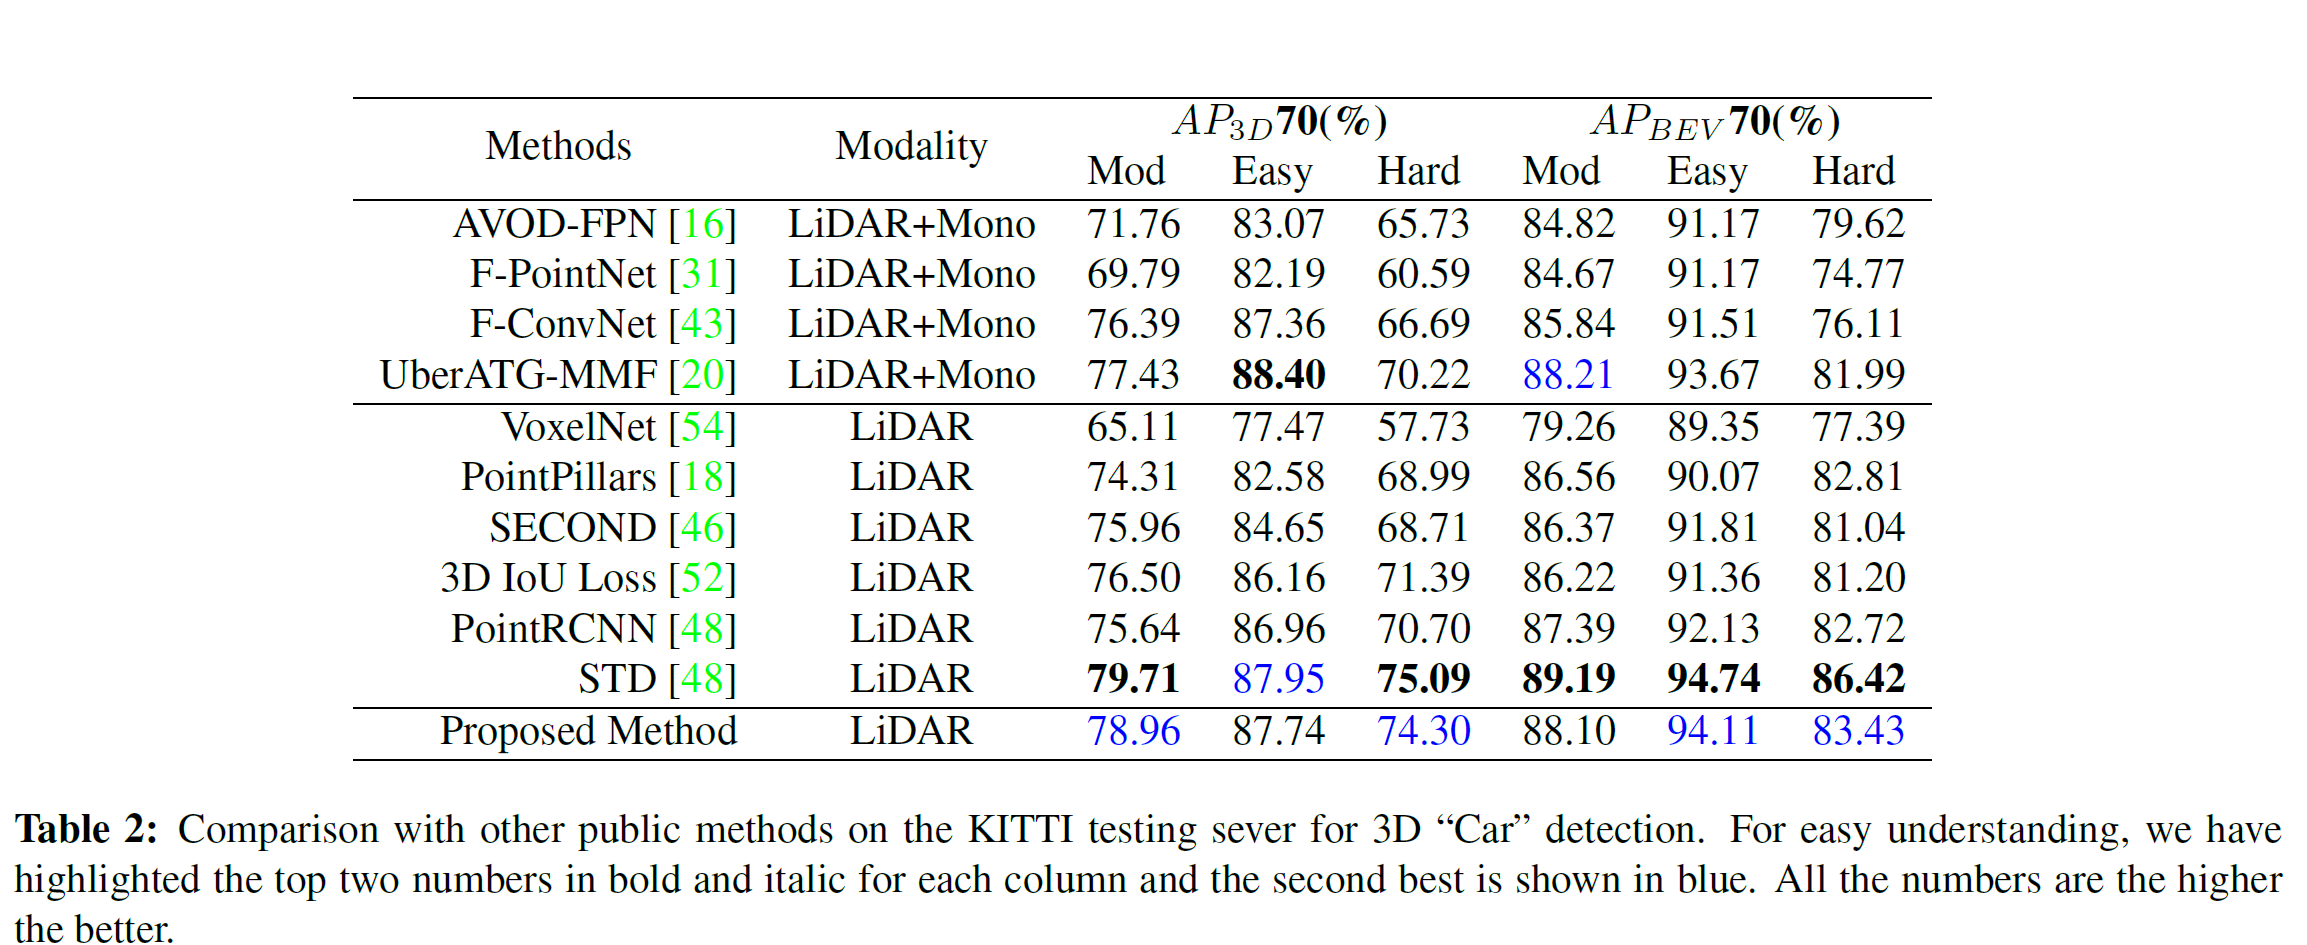 Methods Modality AP3D70(%) APBEV70(%)
Mod Easy Hard Mod Easy Hard
AVOD-FPN [16] LiDAR+Mono 71.76 83.07 65.73 84.82 91.17 79.62
F-PointNet [31] LiDAR+Mono 69.79 82.19 60.59 84.67 91.17 74.77
F-ConvNet [43] LiDAR+Mono 76.39 87.36 66.69 85.84 91.51 76.11
UberATG-MMF [20] LiDAR+Mono 77.43 88.40 70.22 88.21 93.67 81.99
VoxelNet [54] LiDAR 65.11 77.47 57.73 79.26 89.35 77.39
PointPillars [18] LiDAR 74.31 82.58 68.99 86.56 90.07 82.81
SECOND [46] LiDAR 75.96 84.65 68.71 86.37 91.81 81.04
3D IoU Loss [52] LiDAR 76.50 86.16 71.39 86.22 91.36 81.20
PointRCNN [48] LiDAR 75.64 86.96 70.70 87.39 92.13 82.72
STD [48] LiDAR 79.71 87.95 75.09 89.19 94.74 86.42
Proposed Method LiDAR 78.96 87.74 74.30 88.10 94.11 83.43
Table 2: Comparison with other public methods on the KITTI testing sever for 3D “Car” detection. For easy understanding, we have
highlighted the top two numbers in bold and italic for each column and the second best is shown in blue. All the numbers are the higher
the better.